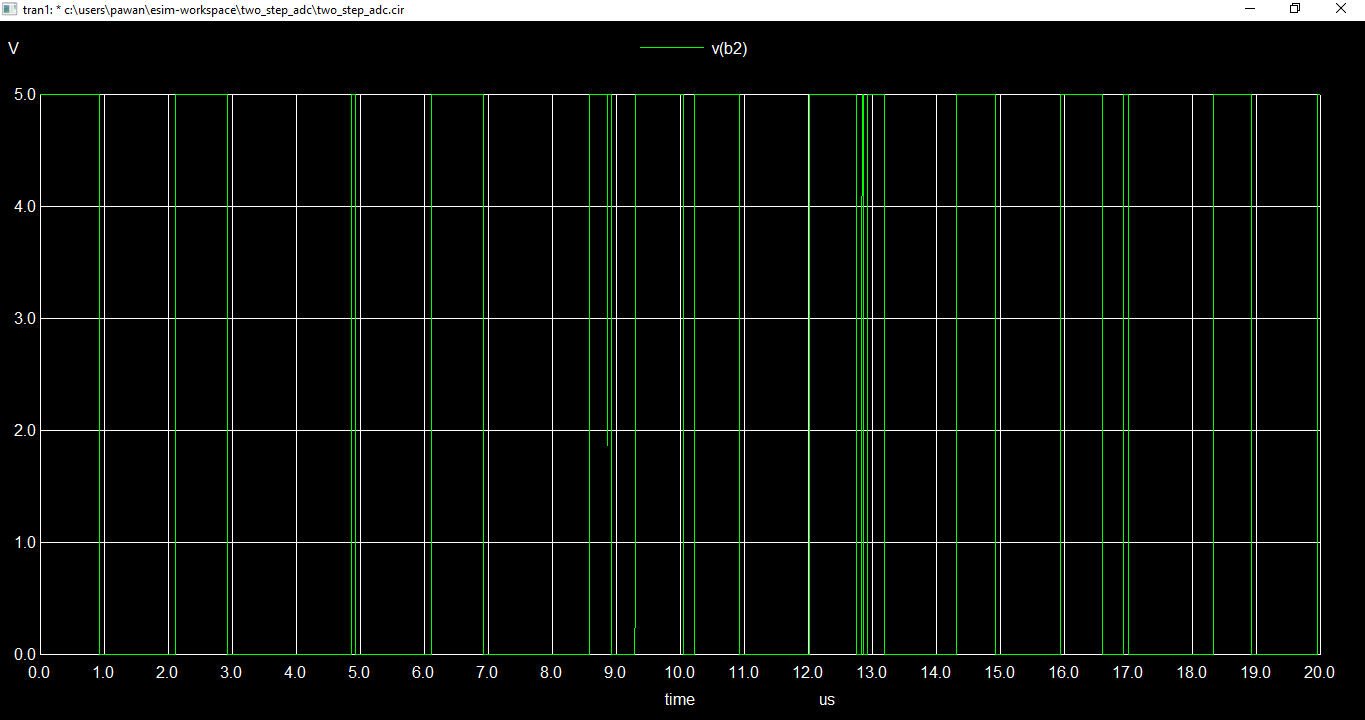 tran1: * c:\users\pawan\esim-workspace\two_step_adc\two_step_adc.cir
V
v(b2)
5.0
4.0
3.0
2.0
1.0
0.0
0.0 1.0 2.0 3.0 4.0 5.0 6.0 7.0 8.0 9.0 10.0 11.0 12.0 13.0 14.0 15.0 16.0 17.0 18.0 19.0 20.0
time us